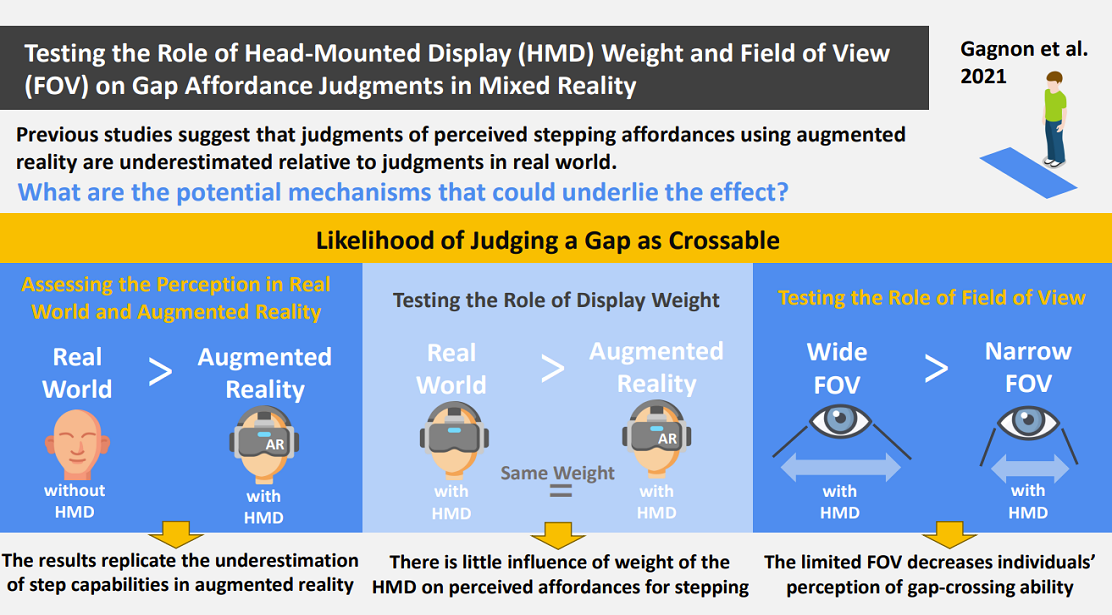 Testing the Role of Head-Mounted Display (HMD) Weight and Field of View
(FOV) on Gap Affordance Judgments in Mixed Reality
Gagnon et al.
2021
Previous studies suggest that judgments of perceived stepping affordances using augmented
reality are underestimated relative to judgments in real world.
What are the potential mechanisms that could underlie the effect?
Likelihood of Judging a Gap as Crossable
Assessing the Perception in Real
World and Augmented Reality
Real
World
>
Augmented
Reality
AR
without
HMD
with
HMD
The results replicate the underestimation
of step capabilities in augmented reality
Testing the Role of Display Weight
Real
World
>
Augmented
Reality
AR
Same Weight
=
with
HMD
with
HMD
There is little influence of weight of the
HMD on perceived affordances for stepping
Testing the Role of Field of View
Wide
FOV
>
Narrow
FOV
with
HMD
with
HMD
The limited FOV decreases individuals’
perception of gap-crossing ability